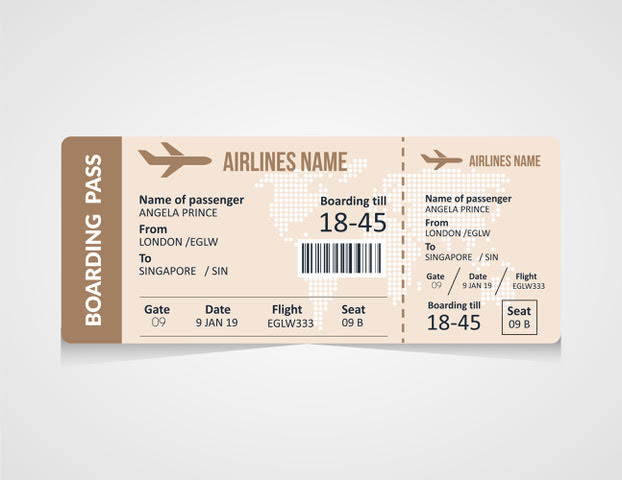 BOARDING PASS
AIRLINES NAME
Name of passenger
ANGELA PRINCE
From
LONDON /EGLW
To
SINGAPORE / SIN
Boarding till
18-45
Gate Date Flight Seat
09 9 JAN 19 EGLW333 09 B
AIRLINES NAME
Name of passenger
ANGELA PRINCE
From
LONDON /EGLW
To
SINGAPORE / SIN
Gate / Date / Flight
09 9 JAN 19 EGLW333
Boarding till
18-45
Seat
09 B